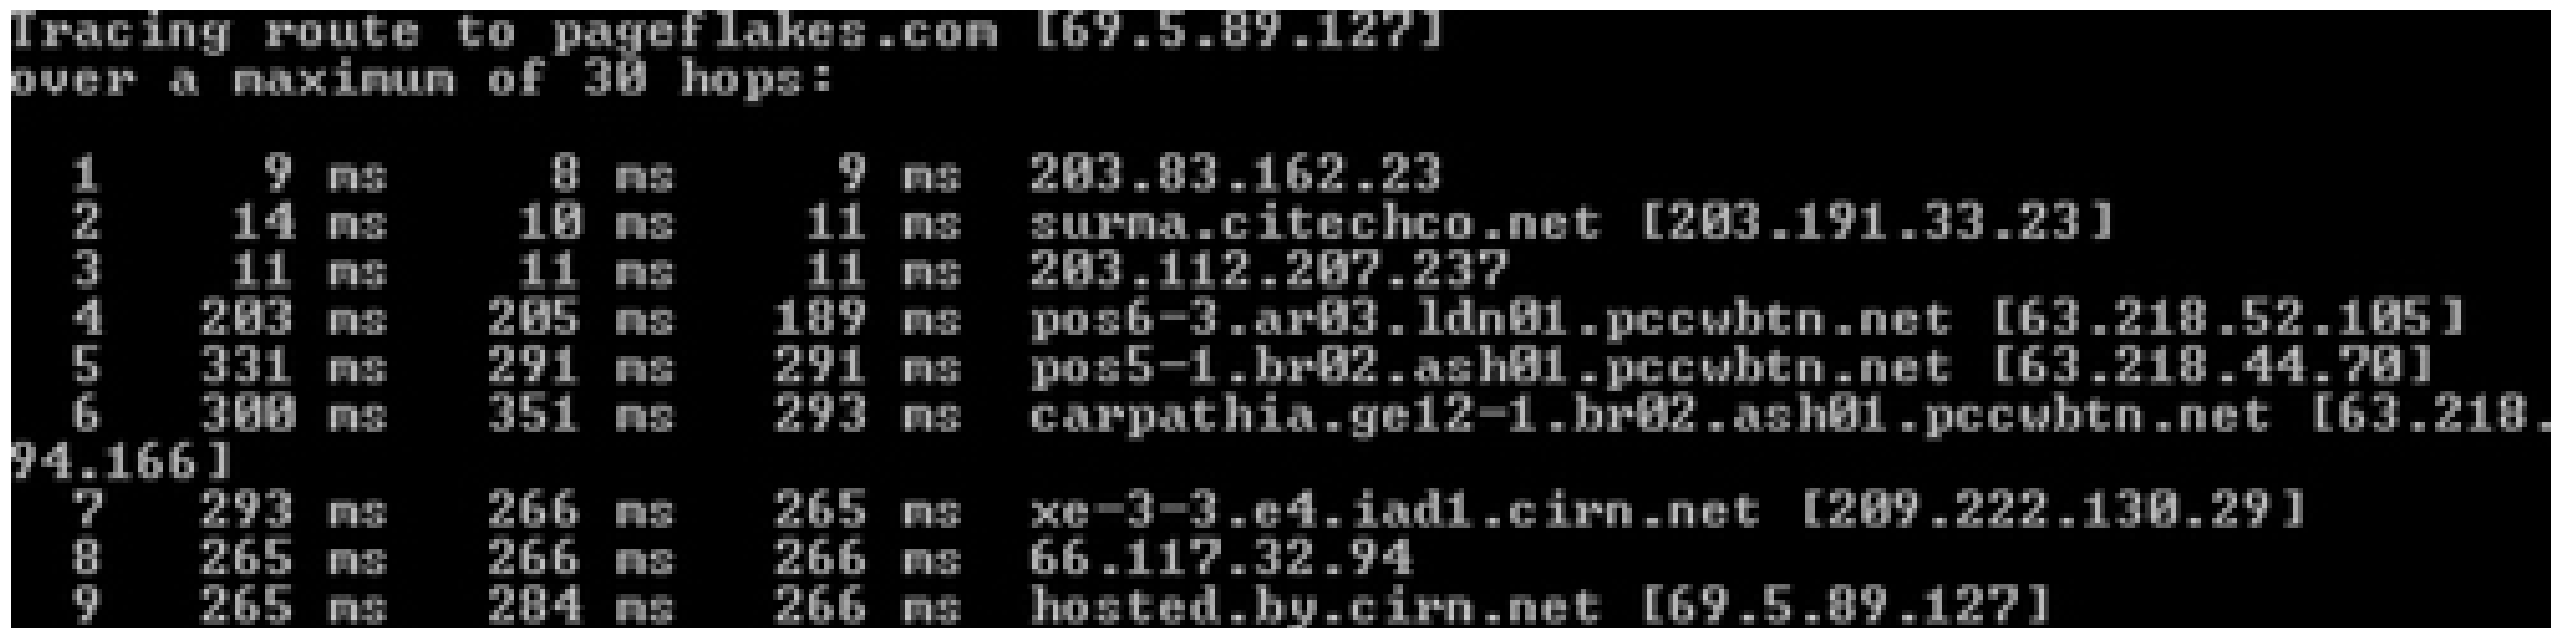 Tracing route to pageflakes.com [69.5.89.127]
over a maximum of 30 hops:
1 9 ms 8 ms 9 ms 203.83.162.23
2 14 ms 10 ms 11 ms surma.citechco.net [203.191.33.23]
3 11 ms 11 ms 11 ms 203.112.207.237
4 203 ms 205 ms 189 ms pos6-3.ar03.ldn01.pccwbtn.net [63.218.52.105]
5 331 ms 291 ms 291 ms pos5-1.br02.ash01.pccwbtn.net [63.218.44.70]
6 300 ms 351 ms 293 ms carpathia.ge12-1.br02.ash01.pccwbtn.net [63.218.
94.166]
7 293 ms 266 ms 265 ms xe-3-3.e4.iad1.cirn.net [209.222.130.29]
8 265 ms 266 ms 266 ms 66.117.32.94
9 265 ms 284 ms 266 ms hosted.by.cirn.net [69.5.89.127]